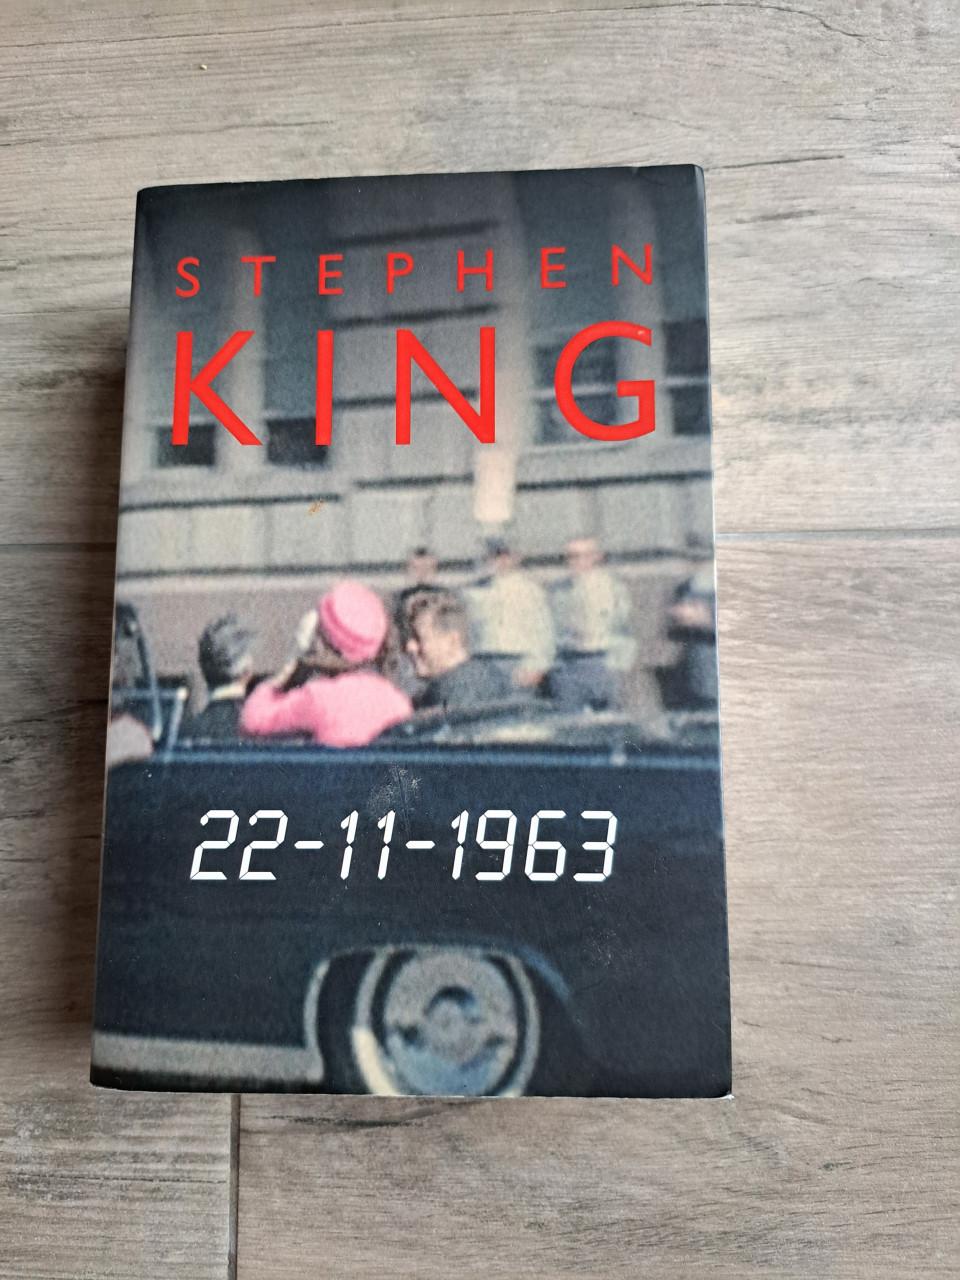 STEPHEN
KING
22-11-1963